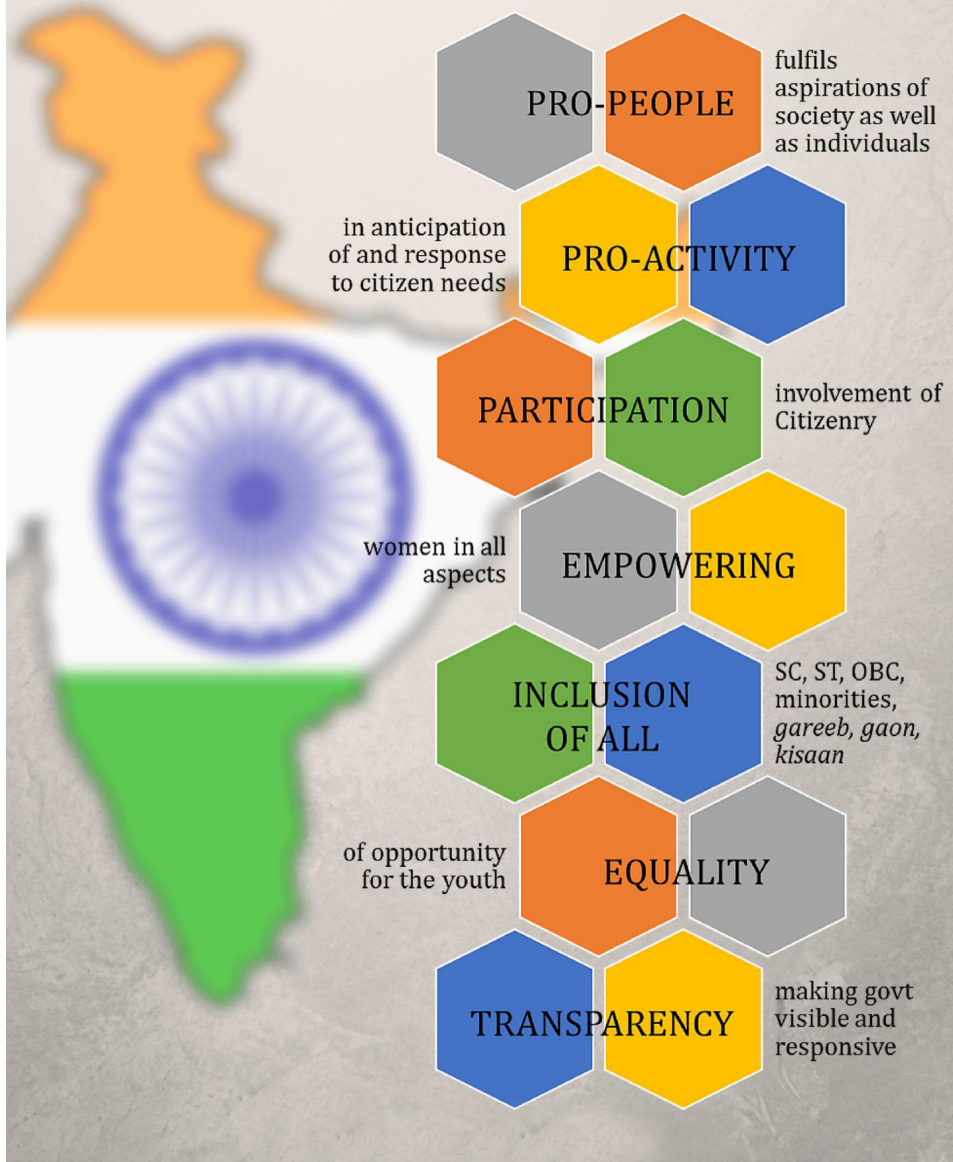 PRO-PEOPLE
fulfils
aspirations of
society as well
as individuals
in anticipation
of and response
to citizen needs
PRO-ACTIVITY
PARTICIPATION
involvement of
Citizenry
women in all
aspects
EMPOWERING
INCLUSION
OF ALL
SC, ST, OBC,
minorities,
gareeb, gaon,
kisaan
of opportunity
for the youth
EQUALITY
TRANSPARENCY
making govt
visible and
responsive